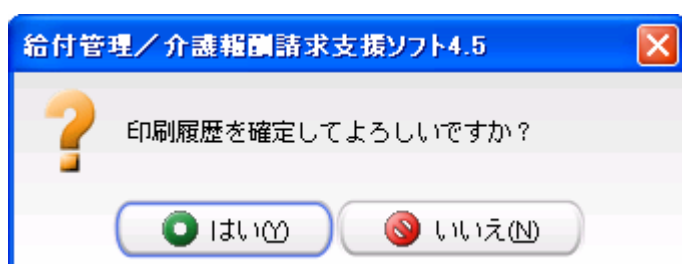 給付管理／介護報酬請求支援ソフト4.5
印刷履歴を確定してよろしいですか？
はい(Y) いいえ(N)